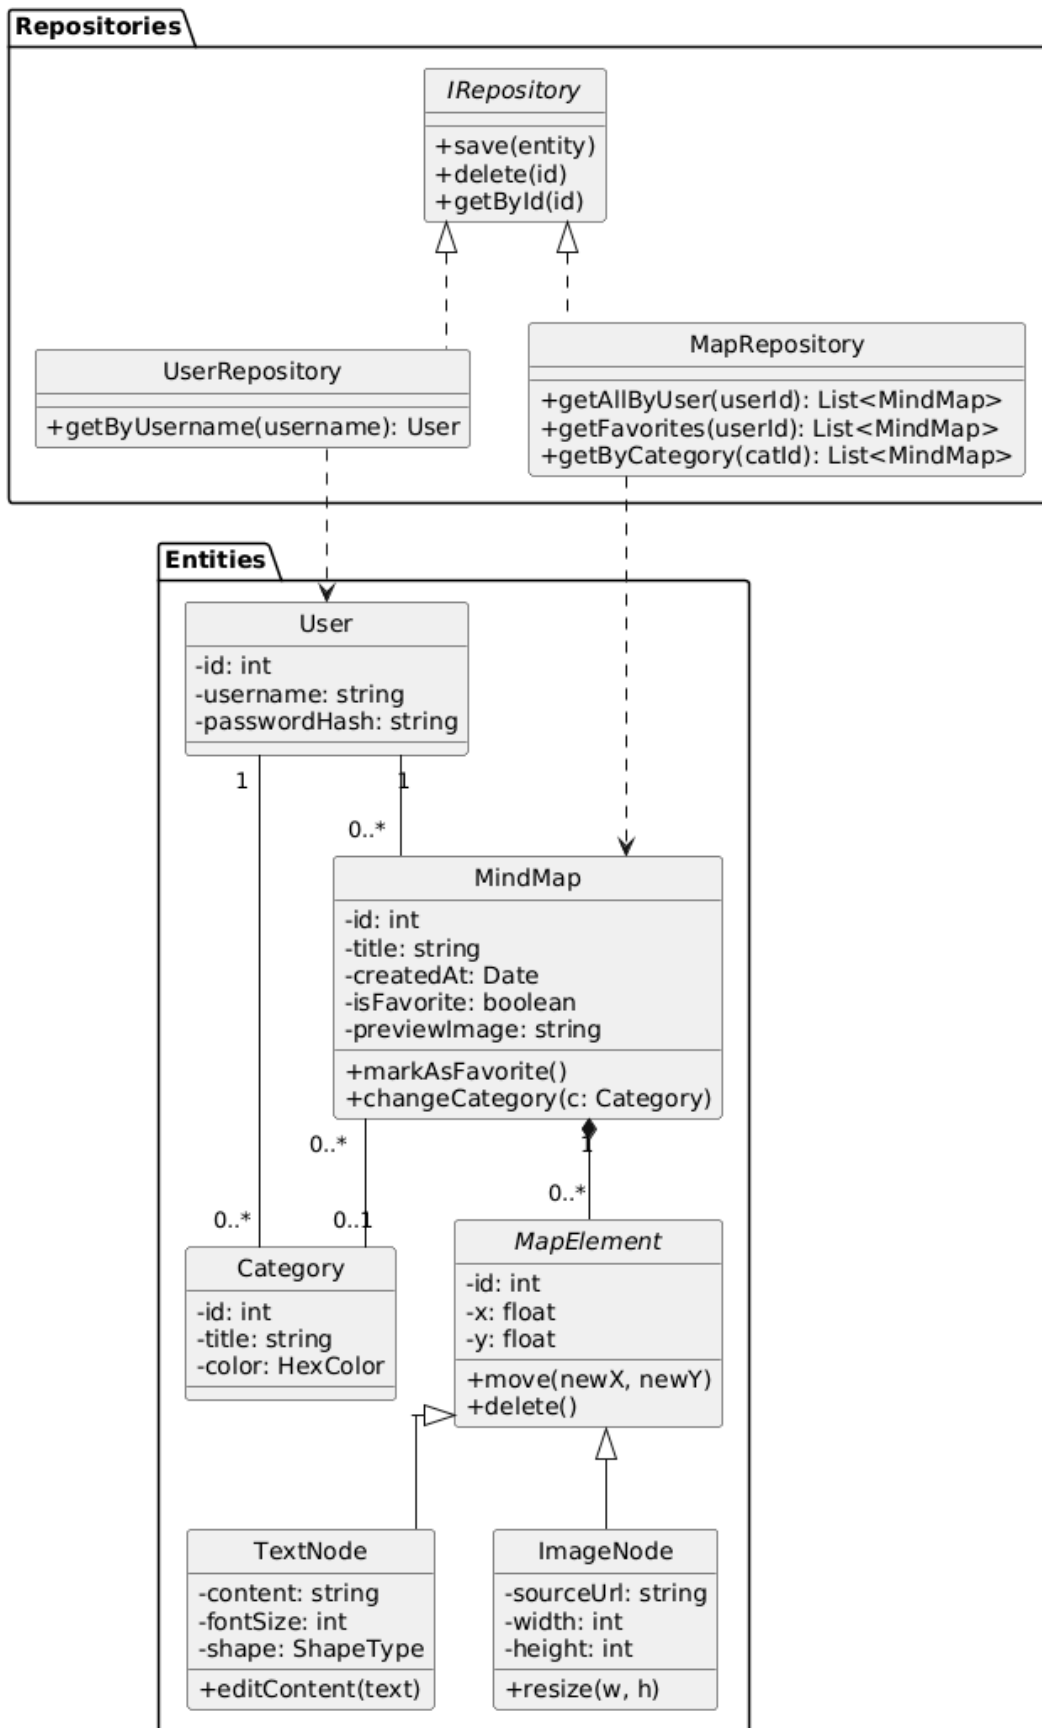 Repositories
IRepository
+save(entity)
+delete(id)
+getById(id)
UserRepository
+getByUsername(username): User
MapRepository
+getAllByUser(userId): List<MindMap>
+getFavorites(userId): List<MindMap>
+getByCategory(catId): List<MindMap>
Entities
User
-id: int
-username: string
-passwordHash: string
1
1
0..*
MindMap
-id: int
-title: string
-createdAt: Date
-isFavorite: boolean
-previewImage: string
+markAsFavorite()
+changeCategory(c: Category)
0..*
1
0..*
0..*
0..1
Category
-id: int
-title: string
-color: HexColor
MapElement
-id: int
-x: float
-y: float
+move(newX, newY)
+delete()
TextNode
-content: string
-fontSize: int
-shape: ShapeType
+editContent(text)
ImageNode
-sourceUrl: string
-width: int
-height: int
+resize(w, h)